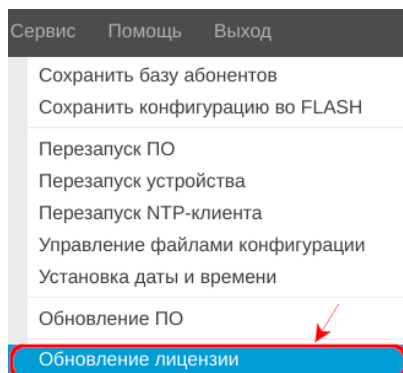 Сервис Помощь Выход
Сохранить базу абонентов
Сохранить конфигурацию во FLASH
Перезапуск ПО
Перезапуск устройства
Перезапуск NTP-клиента
Управление файлами конфигурации
Установка даты и времени
Обновление ПО
Обновление лицензии